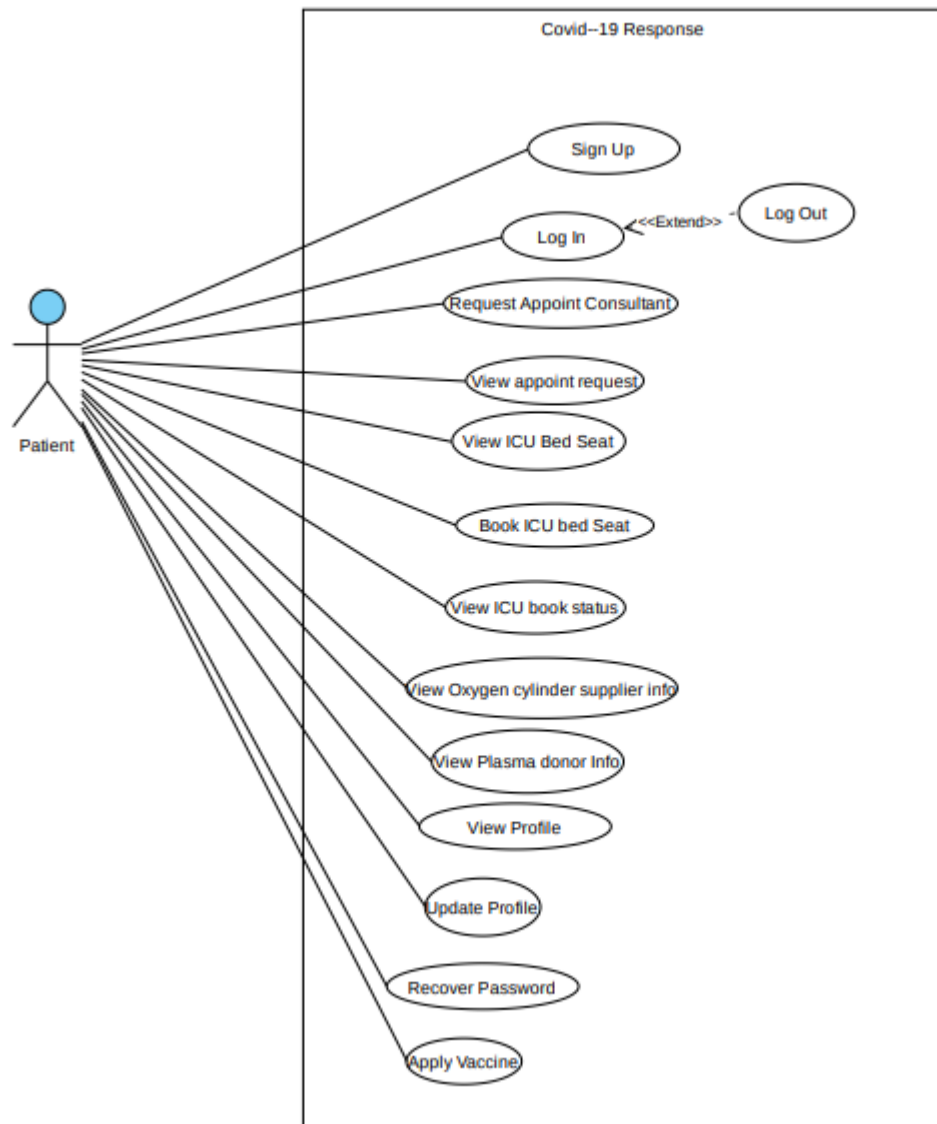 Covid--19 Response
Sign Up
Log Out
<<Extend>>
Log In
Request Appoint Consultant
View appoint request
Patient
View ICU Bed Seat
Book ICU bed Seat
View ICU book status
View Oxygen cylinder supplier info
View Plasma donor Info
View Profile
Update Profile
Recover Password
Apply Vaccine